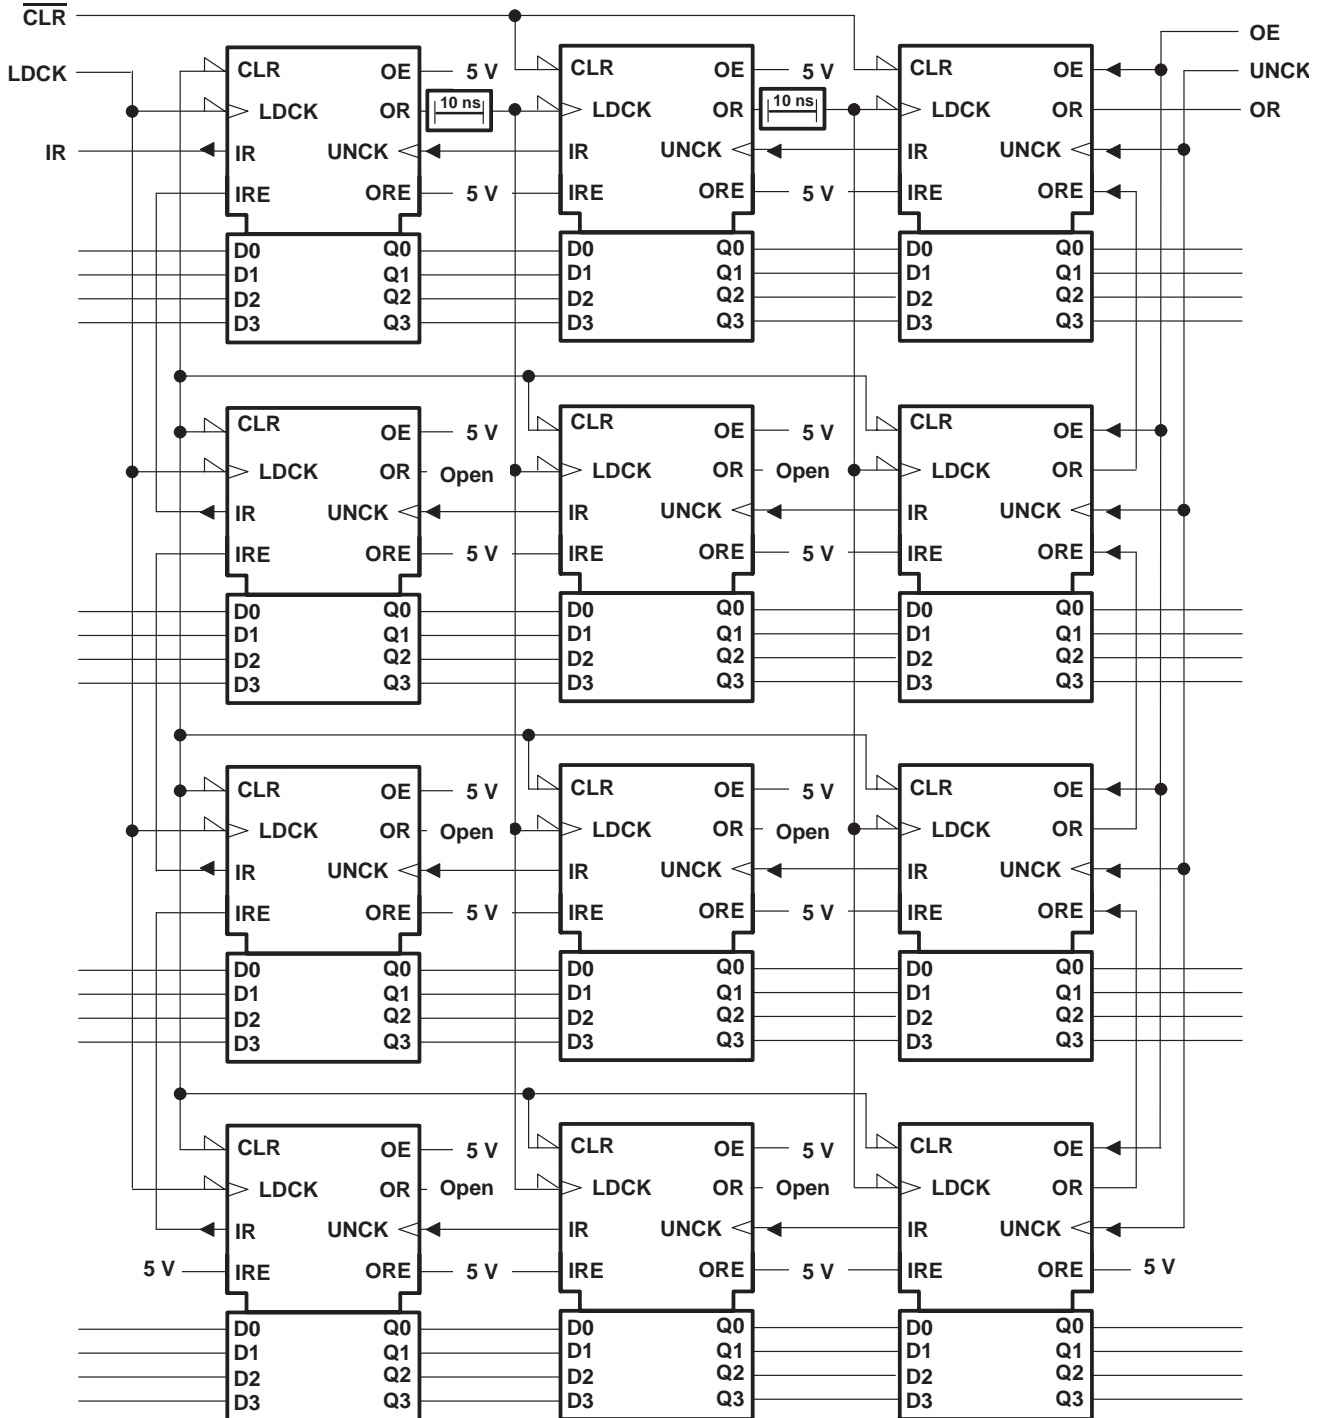 CLR
OE
LDCK CLR OE 5 V CLR OE 5 V CLR OE UNCK
LDCK OR 10 ns LDCK OR 10 ns LDCK OR OR
IR IR UNCK IR UNCK IR UNCK
IRE ORE 5 V IRE ORE 5 V IRE ORE
D0 Q0 D0 Q0 D0 Q0
D1 Q1 D1 Q1 D1 Q1
D2 Q2 D2 Q2 D2 Q2
D3 Q3 D3 Q3 D3 Q3
CLR OE 5 V CLR OE 5 V CLR OE
LDCK OR Open LDCK OR Open LDCK OR
IR UNCK IR UNCK IR UNCK
IRE ORE 5 V IRE ORE 5 V IRE ORE
D0 Q0 D0 Q0 D0 Q0
D1 Q1 D1 Q1 D1 Q1
D2 Q2 D2 Q2 D2 Q2
D3 Q3 D3 Q3 D3 Q3
CLR OE 5 V CLR OE 5 V CLR OE
LDCK OR Open LDCK OR Open LDCK OR
IR UNCK IR UNCK IR UNCK
IRE ORE 5 V IRE ORE 5 V IRE ORE
D0 Q0 D0 Q0 D0 Q0
D1 Q1 D1 Q1 D1 Q1
D2 Q2 D2 Q2 D2 Q2
D3 Q3 D3 Q3 D3 Q3
CLR OE 5 V CLR OE 5 V CLR OE
LDCK OR Open LDCK OR Open LDCK OR
IR UNCK IR UNCK IR UNCK
5 V IRE ORE 5 V IRE ORE 5 V IRE ORE 5 V
D0 Q0 D0 Q0 D0 Q0
D1 Q1 D1 Q1 D1 Q1
D2 Q2 D2 Q2 D2 Q2
D3 Q3 D3 Q3 D3 Q3